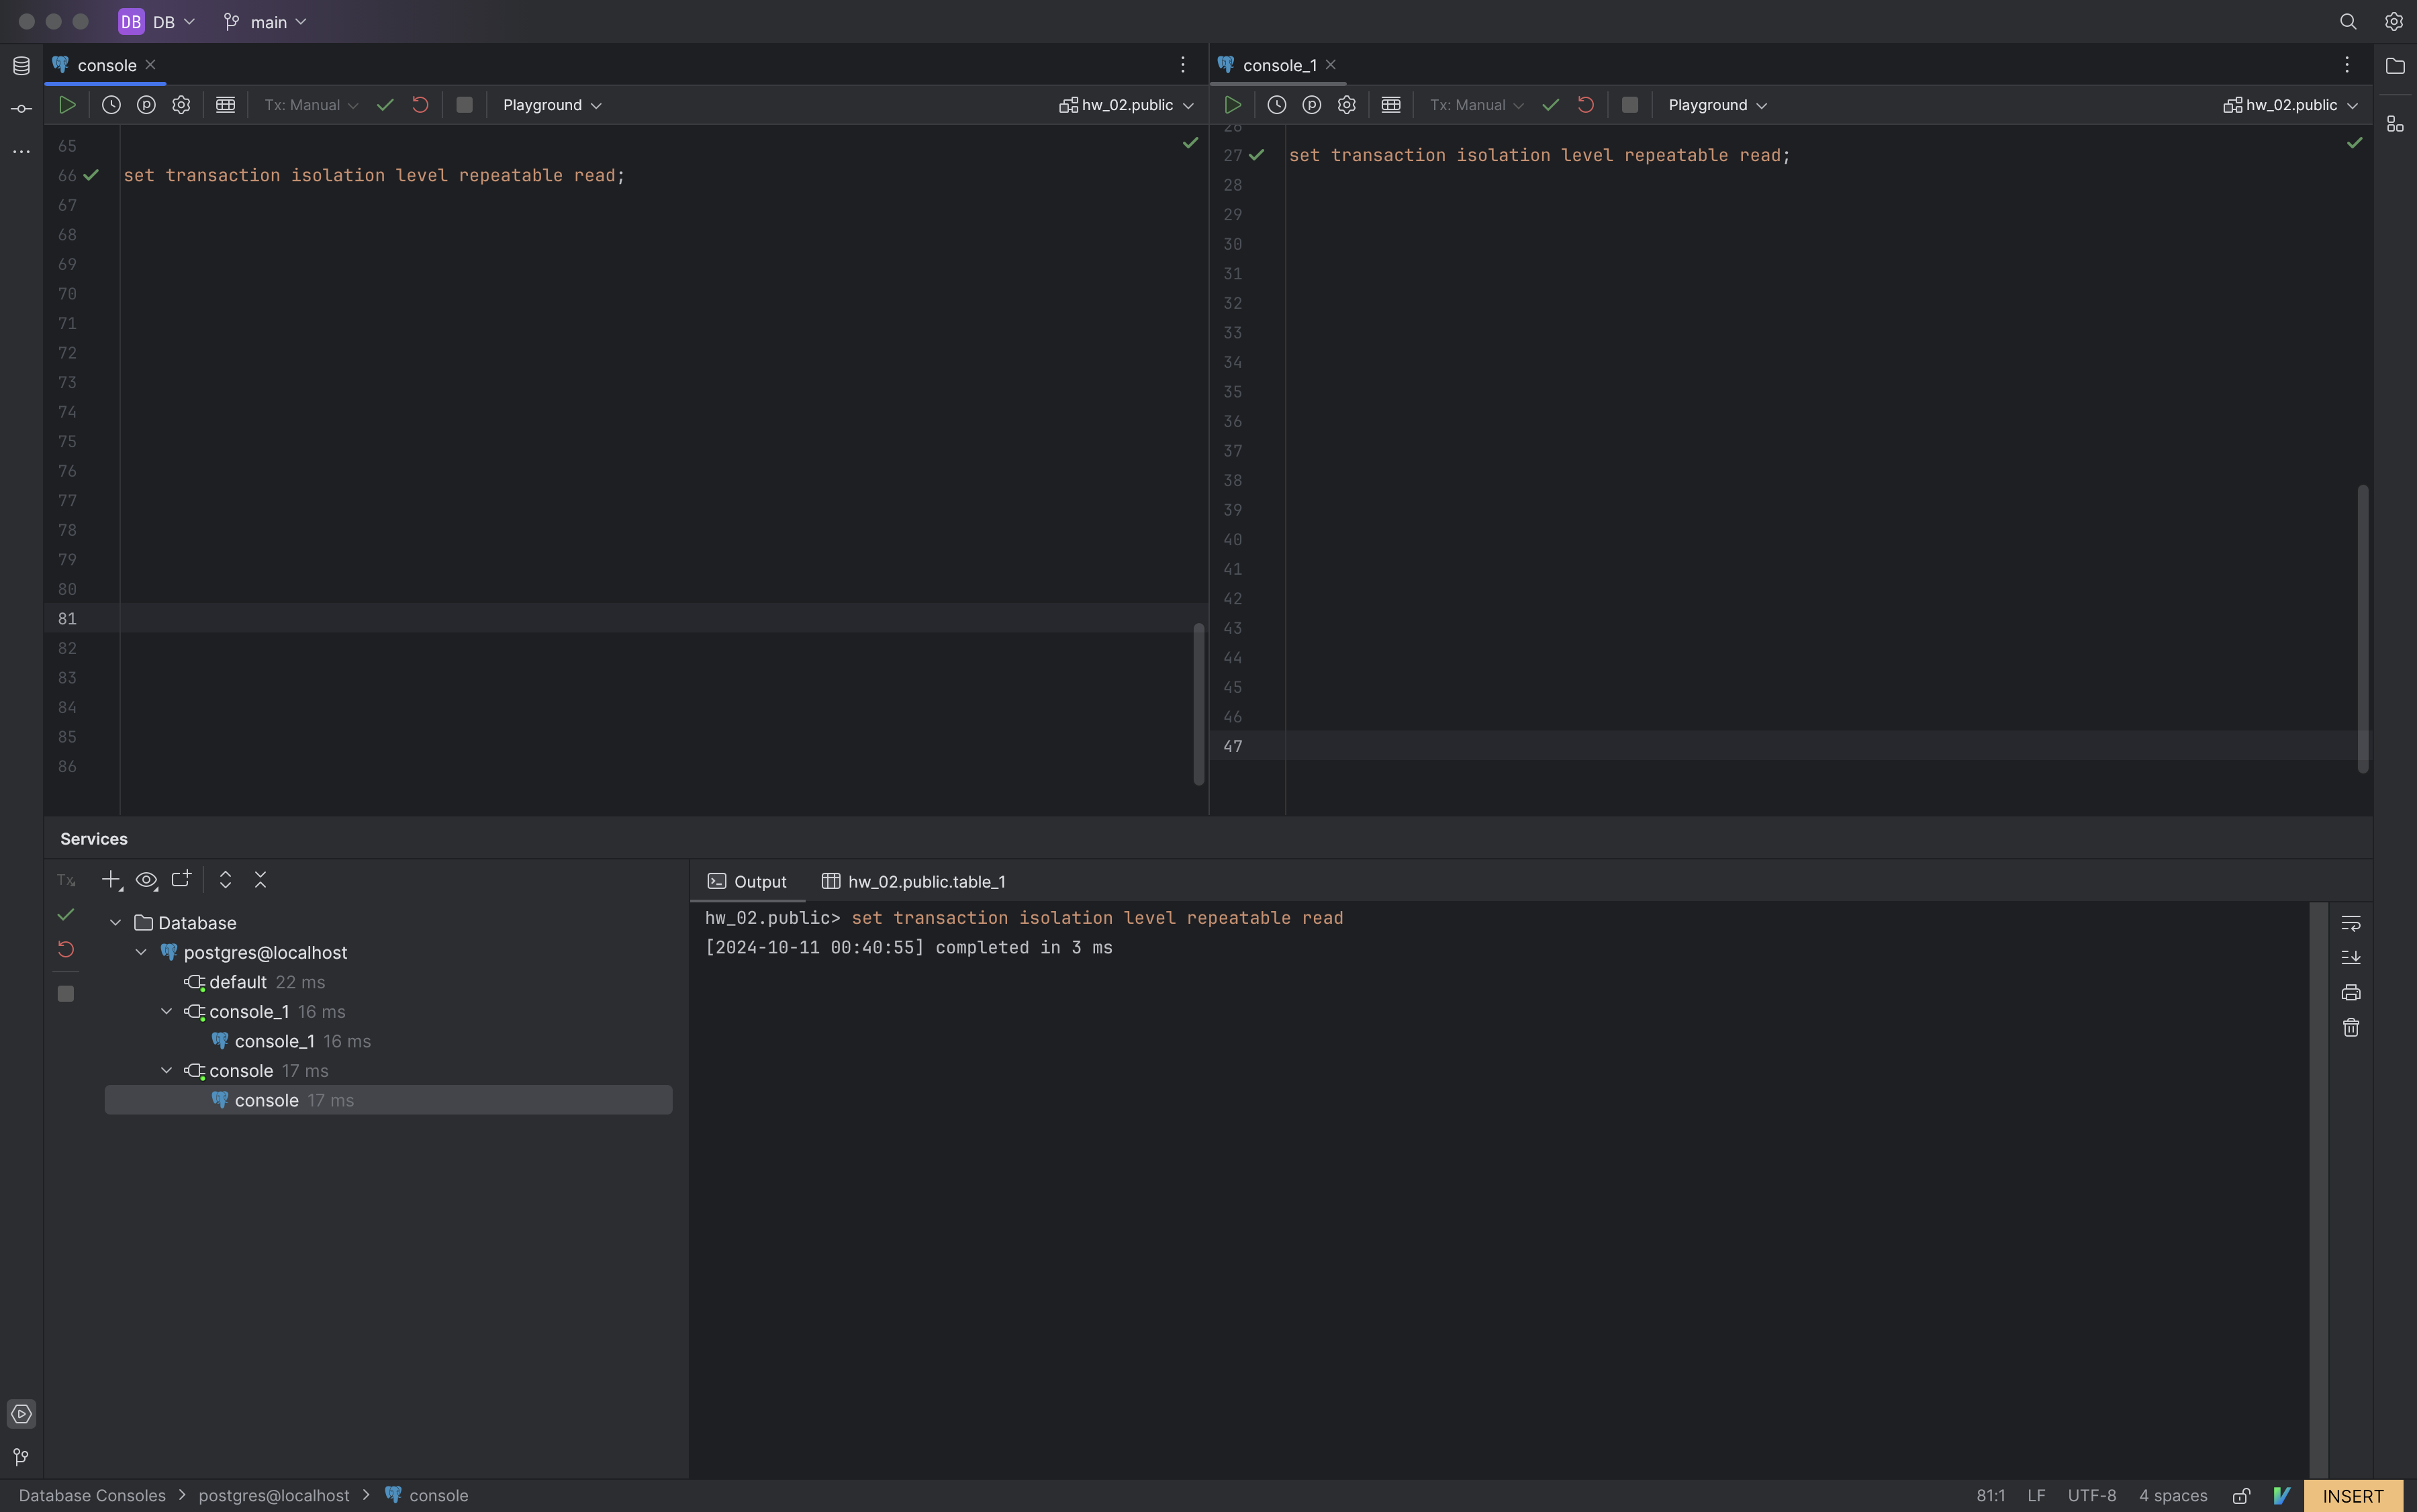 DB DB main
console
Tx: Manual Playground hw_02.public
65
66 set transaction isolation level repeatable read;
67
68
69
70
71
72
73
74
75
76
77
78
79
80
81
82
83
84
85
86
console_1
Tx: Manual Playground hw_02.public
26
27 set transaction isolation level repeatable read;
28
29
30
31
32
33
34
35
36
37
38
39
40
41
42
43
44
45
46
47
Services
Tx
Database
postgres@localhost
default 22 ms
console_1 16 ms
console_1 16 ms
console 17 ms
console 17 ms
Output hw_02.public.table_1
hw_02.public> set transaction isolation level repeatable read
[2024-10-11 00:40:55] completed in 3 ms
Database Consoles > postgres@localhost > console
81:1 LF UTF-8 4 spaces INSERT